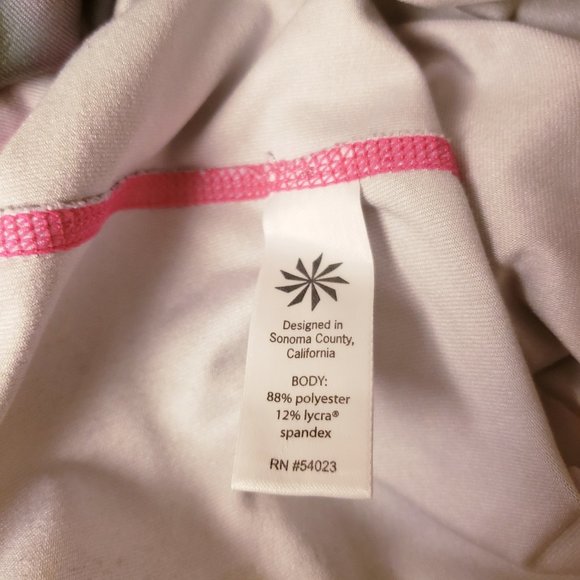 Designed in
Sonoma County,
California
BODY:
88% polyester
12% lycra®
spandex
RN #54023